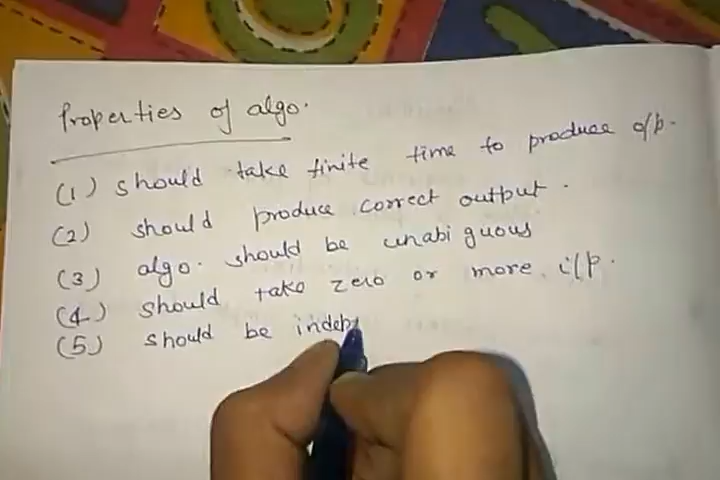 Properties of algo.
(1) should take finite time to produce o/p.
(2) should produce correct output.
(3) algo. should be unabiguous
(4) should take zero or more i/p.
(5) should be indep